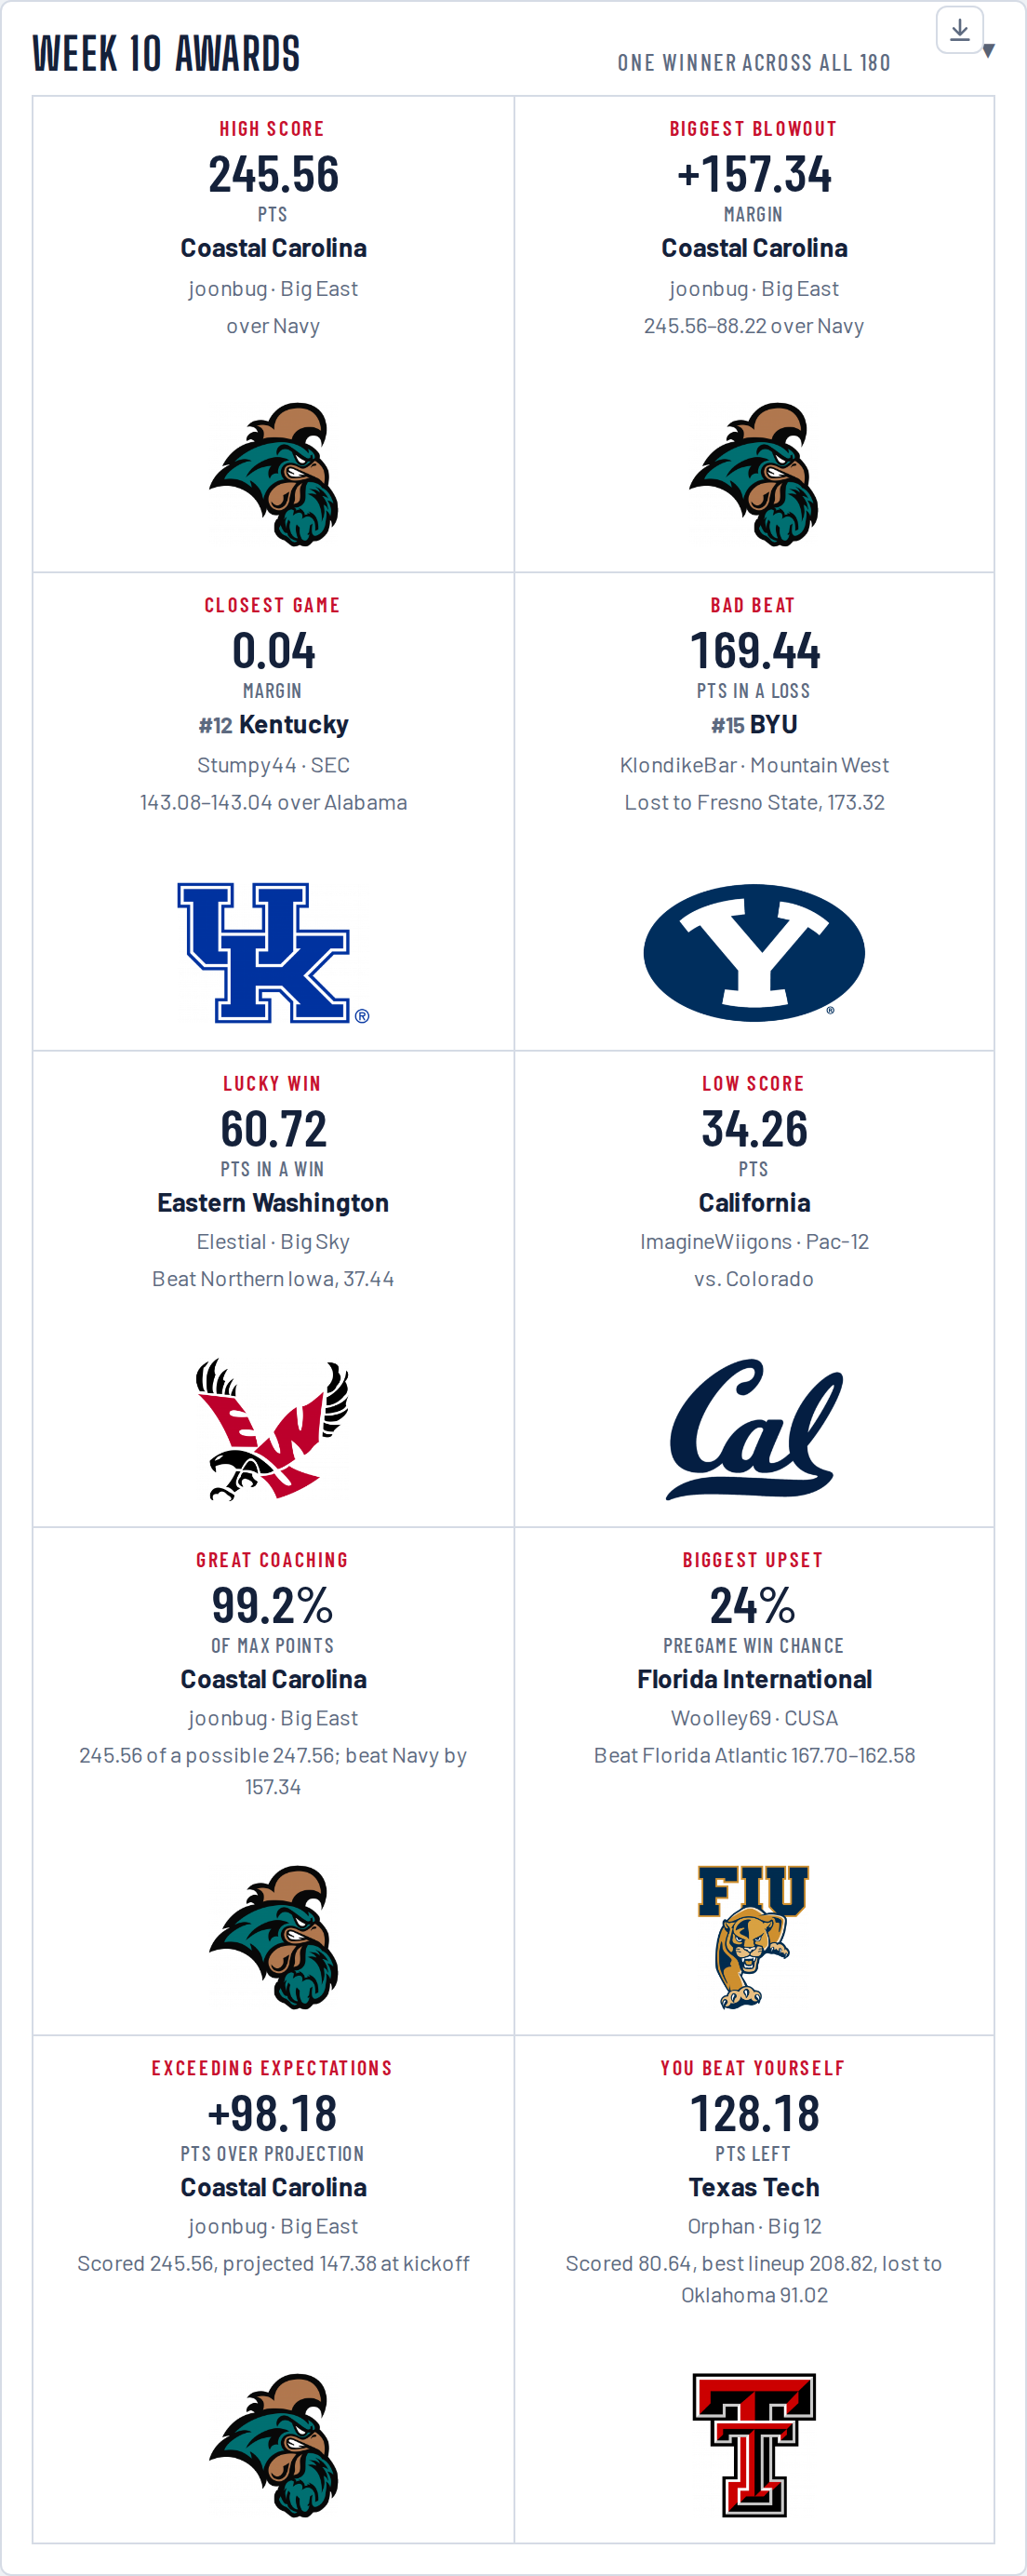 WEEK 10 AWARDS
ONE WINNER ACROSS ALL 180
▼
HIGH SCORE
245.56
PTS
Coastal Carolina
joonbug · Big East
over Navy
BIGGEST BLOWOUT
+157.34
MARGIN
Coastal Carolina
joonbug · Big East
245.56–88.22 over Navy
CLOSEST GAME
0.04
MARGIN
#12 Kentucky
Stumpy44 · SEC
143.08–143.04 over Alabama
UK
®
BAD BEAT
169.44
PTS IN A LOSS
#15 BYU
KlondikeBar · Mountain West
Lost to Fresno State, 173.32
Y
®
LUCKY WIN
60.72
PTS IN A WIN
Eastern Washington
Elestial · Big Sky
Beat Northern Iowa, 37.44
EW
LOW SCORE
34.26
PTS
California
ImagineWiigons · Pac-12
vs. Colorado
Cal
GREAT COACHING
99.2%
OF MAX POINTS
Coastal Carolina
joonbug · Big East
245.56 of a possible 247.56; beat Navy by
157.34
BIGGEST UPSET
24%
PREGAME WIN CHANCE
Florida International
Woolley69 · CUSA
Beat Florida Atlantic 167.70–162.58
FIU
EXCEEDING EXPECTATIONS
+98.18
PTS OVER PROJECTION
Coastal Carolina
joonbug · Big East
Scored 245.56, projected 147.38 at kickoff
YOU BEAT YOURSELF
128.18
PTS LEFT
Texas Tech
Orphan · Big 12
Scored 80.64, best lineup 208.82, lost to
Oklahoma 91.02
TT